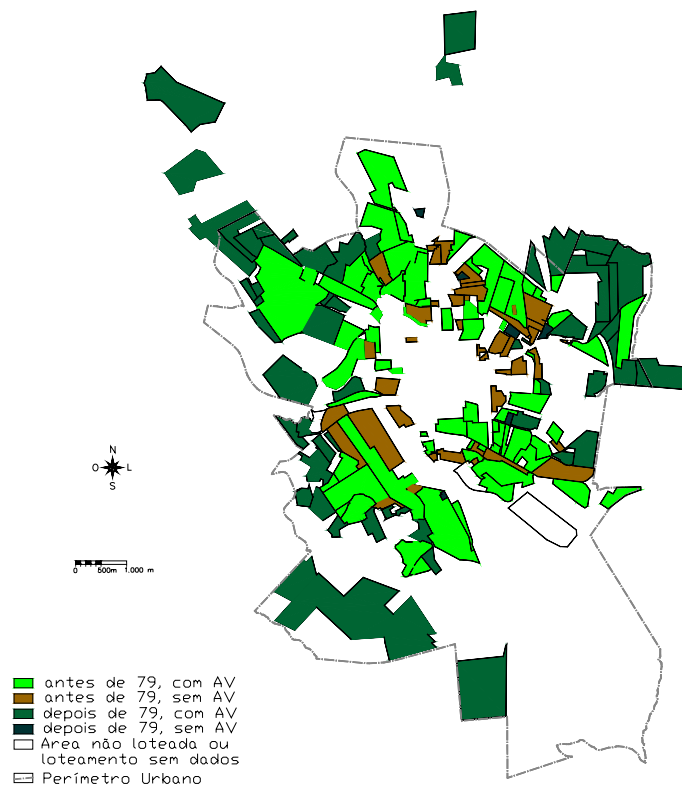 N
O L
S
0 500m 1.000 m
antes de 79, com AV
antes de 79, sem AV
depois de 79, com AV
depois de 79, sem AV
Area não loteada ou
loteamento sem dados
Perímetro Urbano